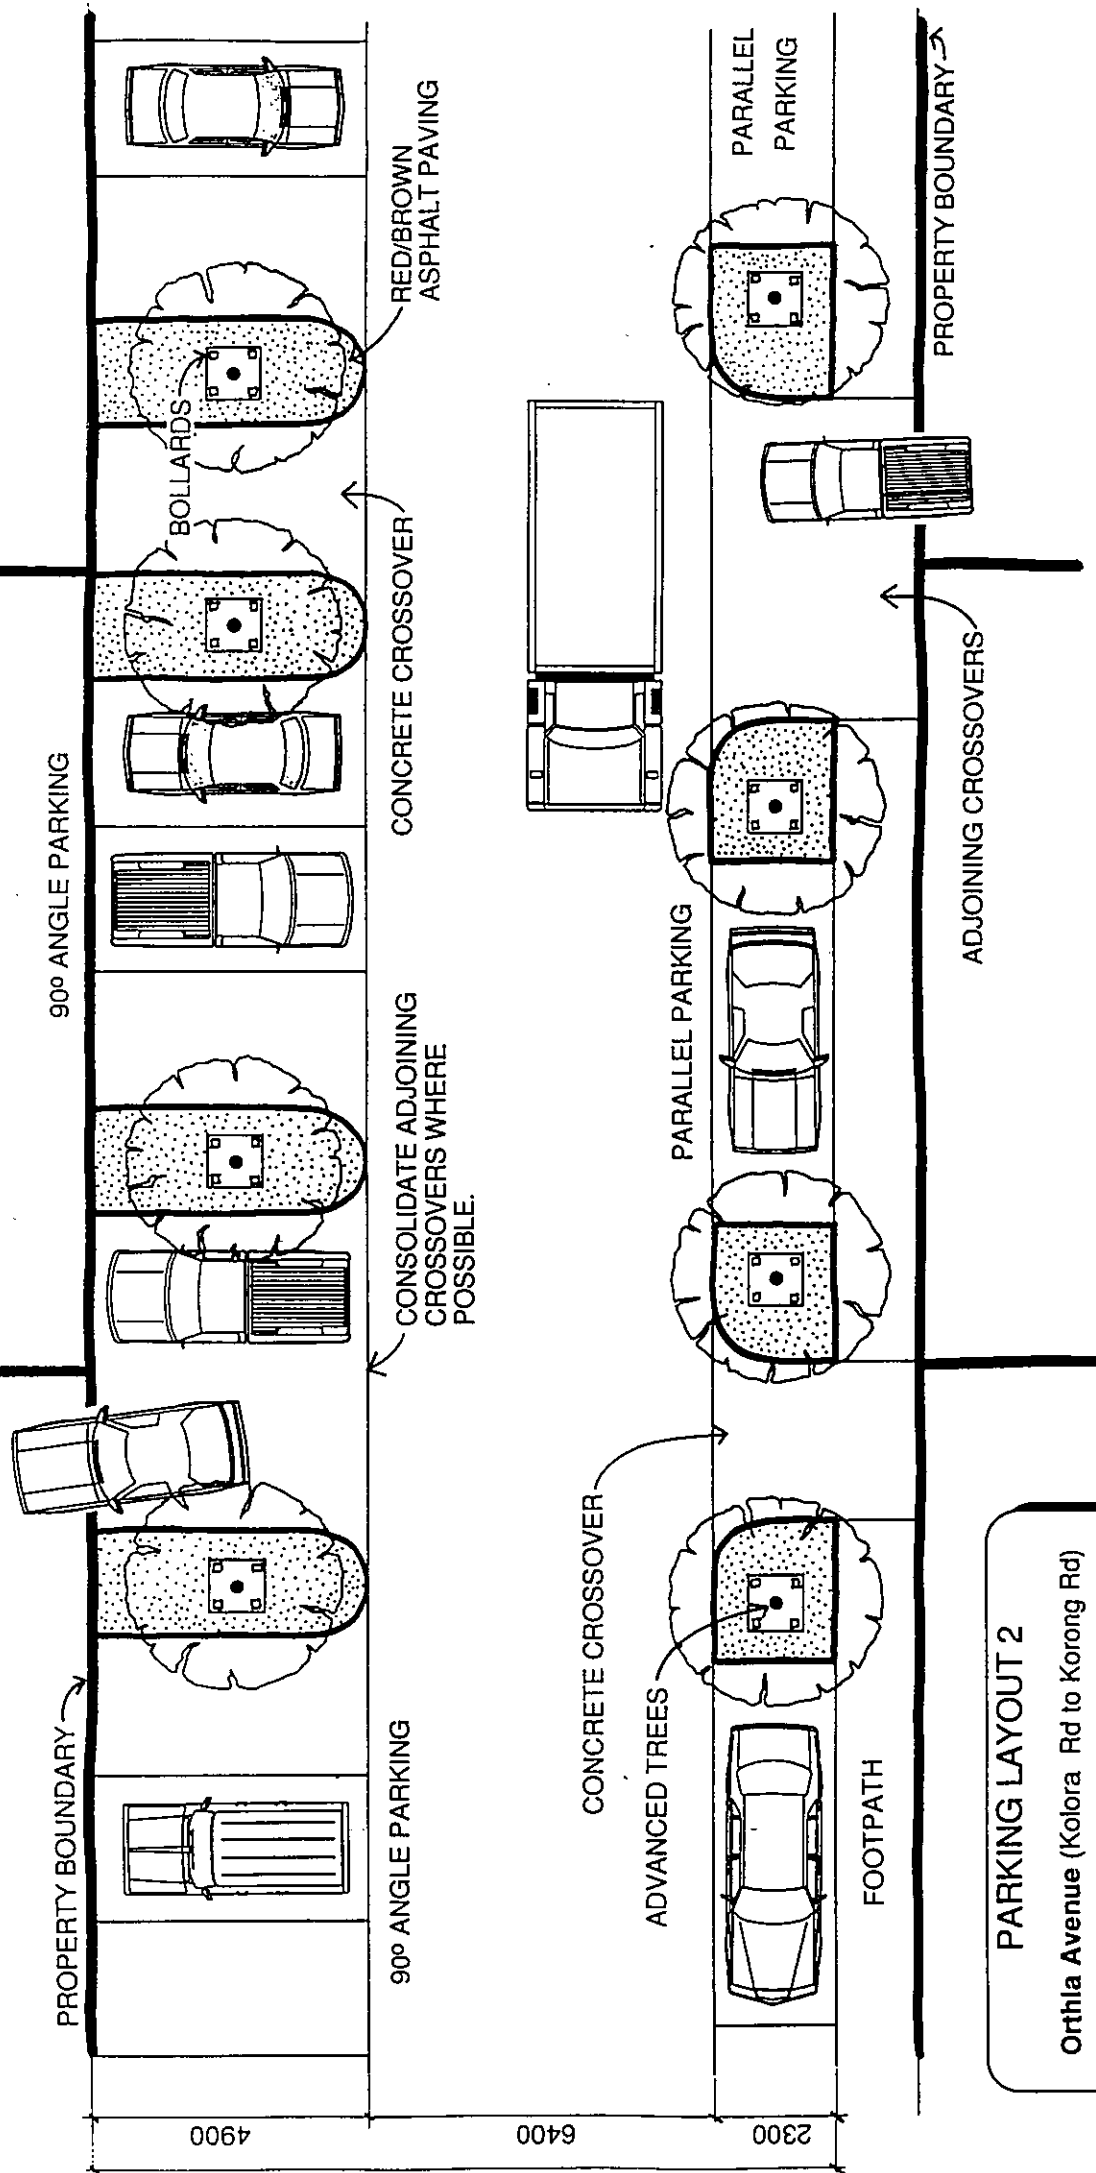 PROPERTY BOUNDARY
90º ANGLE PARKING
90º ANGLE PARKING
BOLLARDS
RED/BROWN
ASPHALT PAVING
CONSOLIDATE ADJOINING
CROSSOVERS WHERE
POSSIBLE.
CONCRETE CROSSOVER
CONCRETE CROSSOVER
ADVANCED TREES
PARALLEL PARKING
PARALLEL
PARKING
FOOTPATH
ADJOINING CROSSOVERS
PROPERTY BOUNDARY
4900
6400
2300
PARKING LAYOUT 2
Orthla Avenue (Kolora Rd to Korong Rd)